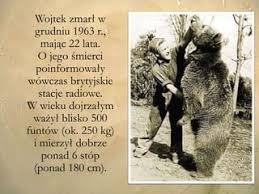 Wojtek zmarł w
grudniu 1963 r.,
mając 22 lata.
O jego śmierci
poinformowały
wówczas brytyjskie
stacje radiowe.
W wieku dojrzałym
ważył blisko 500
funtów (ok. 250 kg)
i mierzył dobrze
ponad 6 stóp
(ponad 180 cm).